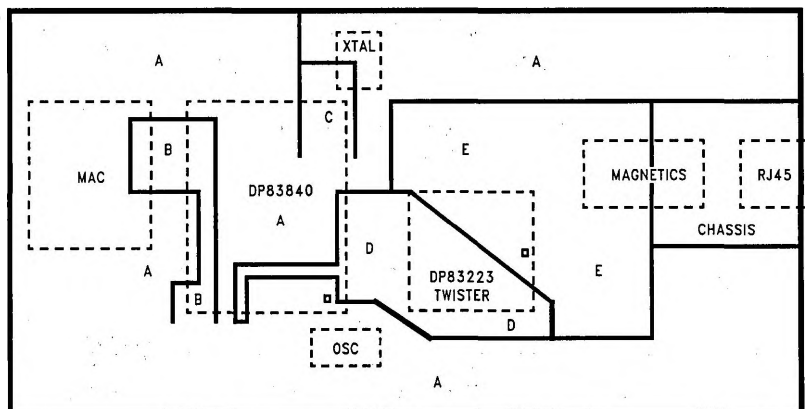 XTAL
A
A
C
B
E
MAC
DP83840
MAGNETICS
RJ45
A
CHASSIS
D
A
DP83223
TWISTER
E
B
D
OSC
A